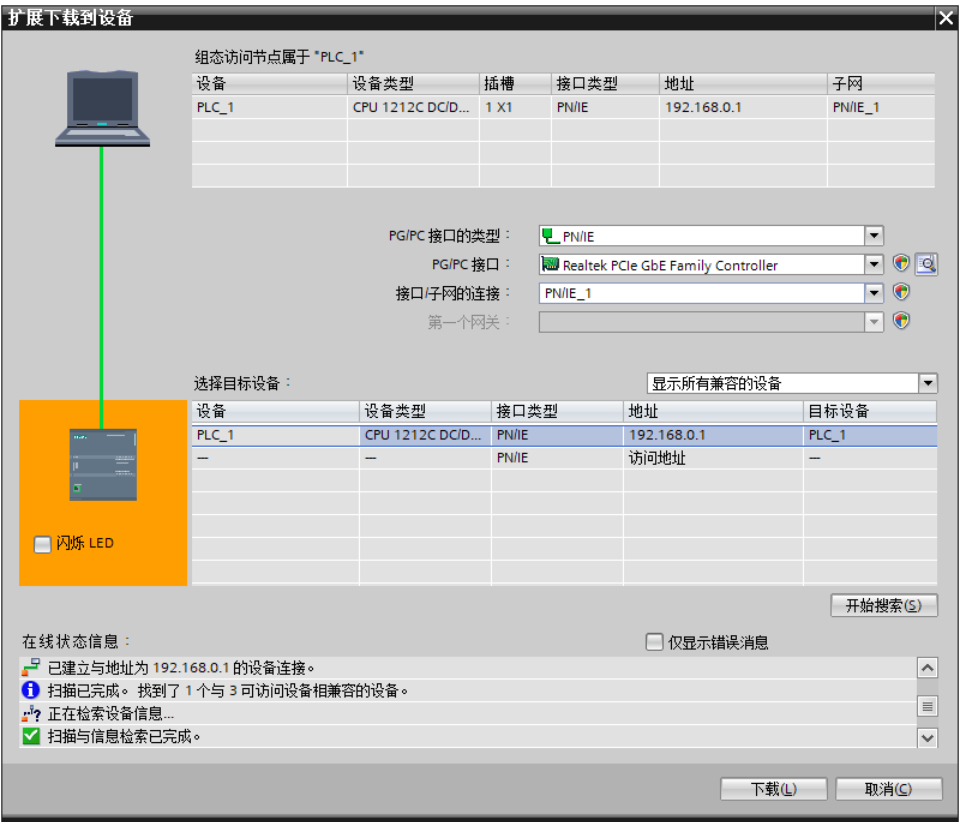 扩展下载到设备
组态访问节点属于 "PLC_1"
设备 设备类型 插槽 接口类型 地址 子网
PLC_1 CPU 1212C DC/D... 1 X1 PN/IE 192.168.0.1 PN/IE_1
PG/PC 接口的类型： PN/IE
PG/PC 接口： Realtek PCIe GbE Family Controller
接口/子网的连接： PN/IE_1
第一个网关：
选择目标设备： 显示所有兼容的设备
设备 设备类型 接口类型 地址 目标设备
PLC_1 CPU 1212C DC/D... PN/IE 192.168.0.1 PLC_1
— — PN/IE 访问地址 —
闪烁 LED
开始搜索(S)
在线状态信息： 仅显示错误消息
已建立与地址为 192.168.0.1 的设备连接。
扫描已完成。找到了 1 个与 3 可访问设备相兼容的设备。
正在检索设备信息...
扫描与信息检索已完成。
下载(L) 取消(C)